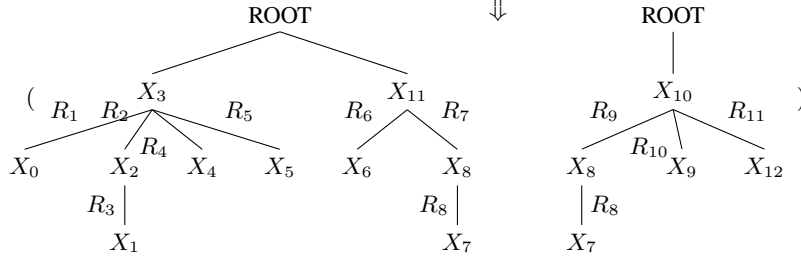 ROOT ⇓ ROOT
( X₃ X₁₁ X₁₀ )
R₁ R₂ R₅ R₆ R₇ R₉ R₁₁
R₄ R₁₀
X₀ X₂ X₄ X₅ X₆ X₈ X₈ X₉ X₁₂
R₃ R₈ R₈
X₁ X₇ X₇